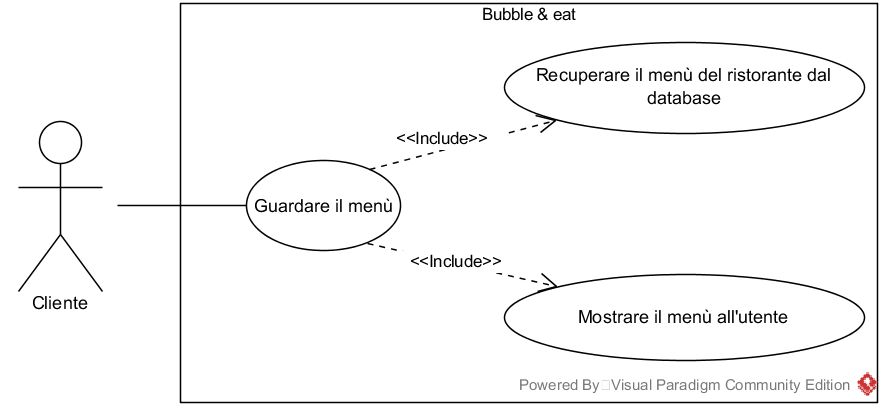 Bubble & eat
Recuperare il menù del ristorante dal
database
<<Include>>
Guardare il menù
<<Include>>
Cliente
Mostrare il menù all'utente
Powered By Visual Paradigm Community Edition